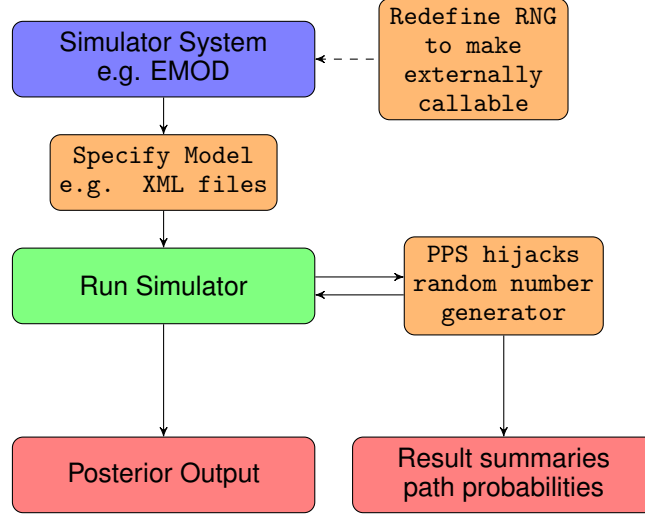 Simulator System
e.g. EMOD
Redefine RNG
to make
externally
callable
Specify Model
e.g. XML files
Run Simulator
PPS hijacks
random number
generator
Posterior Output
Result summaries
path probabilities